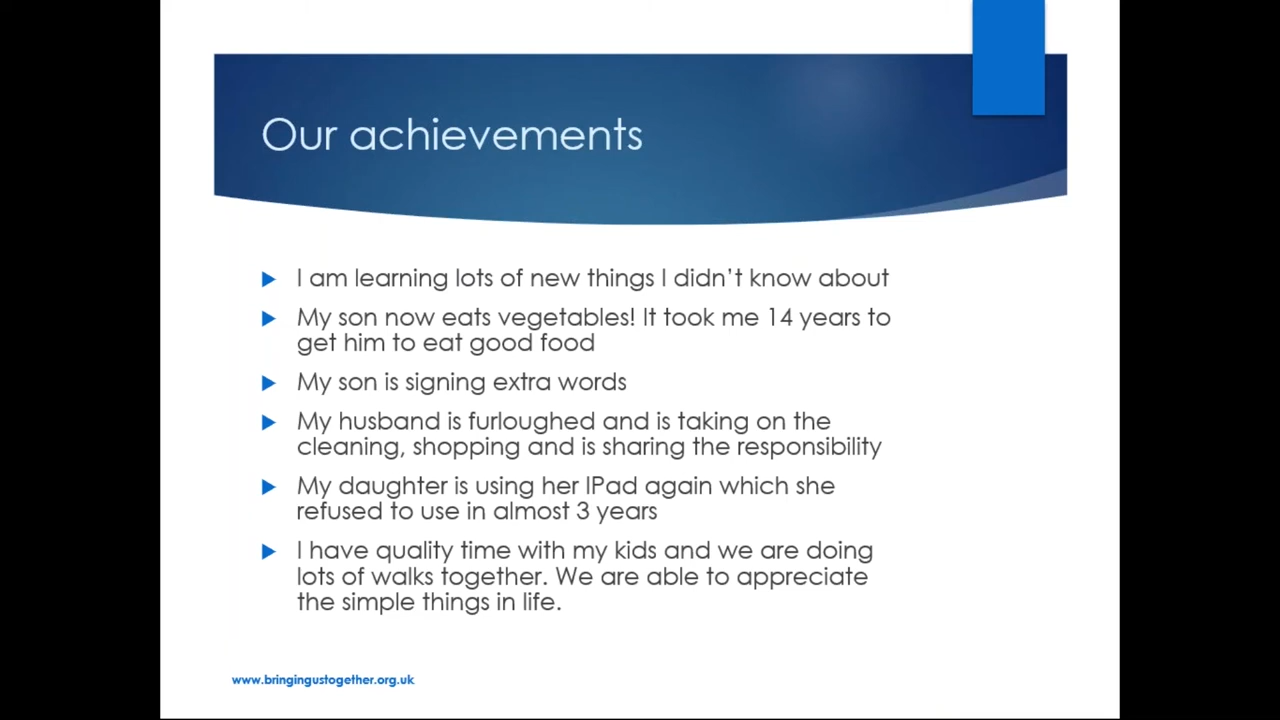 Our achievements
I am learning lots of new things I didn't know about
My son now eats vegetables! It took me 14 years to
get him to eat good food
My son is signing extra words
My husband is furloughed and is taking on the
cleaning, shopping and is sharing the responsibility
My daughter is using her IPad again which she
refused to use in almost 3 years
I have quality time with my kids and we are doing
lots of walks together. We are able to appreciate
the simple things in life.
www.bringingustogether.org.uk